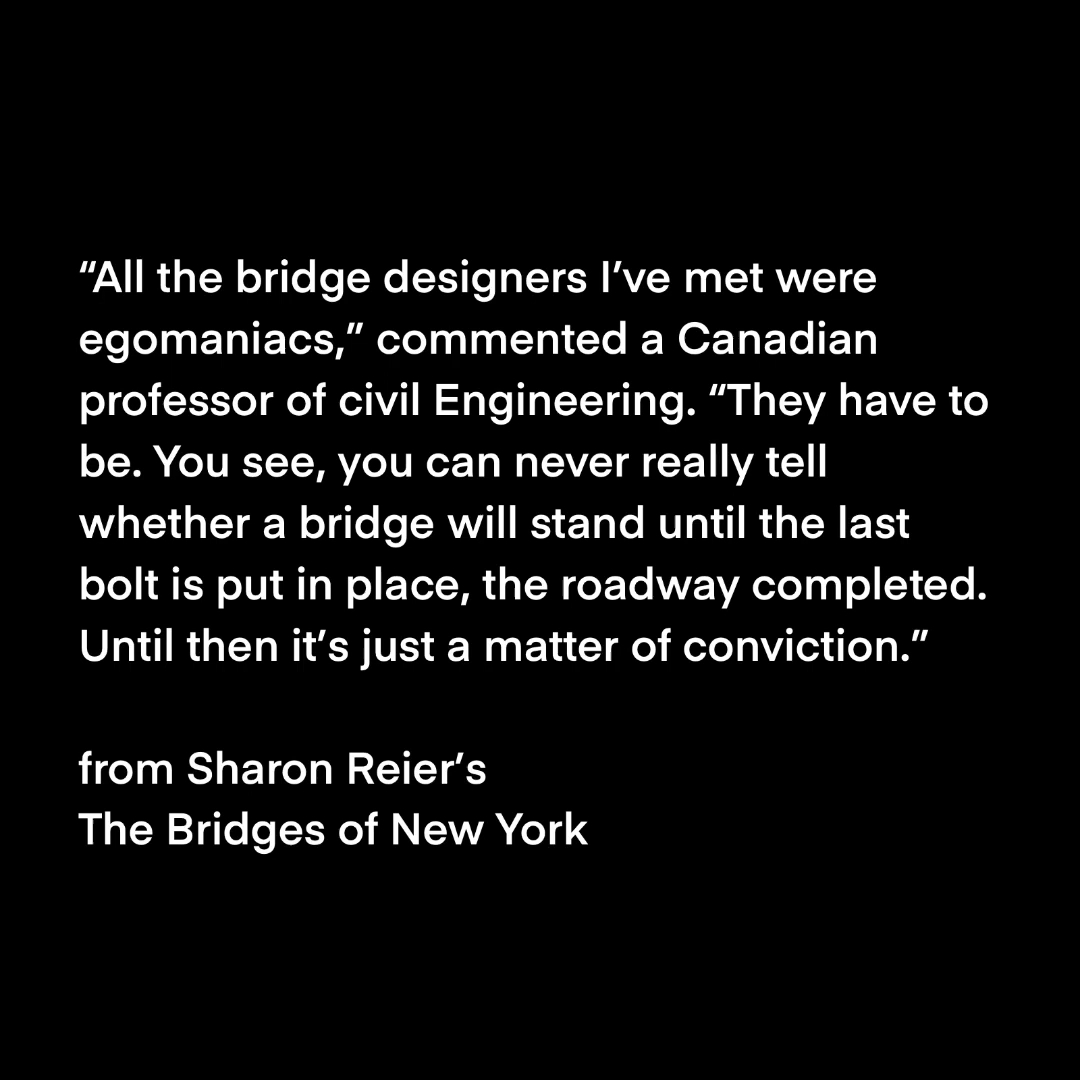 “All the bridge designers I’ve met were
egomaniacs,” commented a Canadian
professor of civil Engineering. “They have to
be. You see, you can never really tell
whether a bridge will stand until the last
bolt is put in place, the roadway completed.
Until then it’s just a matter of conviction.”
from Sharon Reier’s
The Bridges of New York